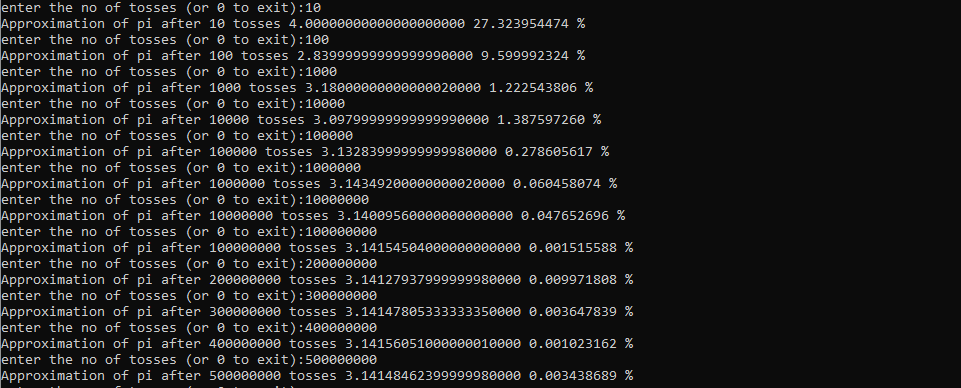 enter the no of tosses (or 0 to exit):10
Approximation of pi after 10 tosses 4.00000000000000000000 27.323954474 %
enter the no of tosses (or 0 to exit):100
Approximation of pi after 100 tosses 2.83999999999999990000 9.599992324 %
enter the no of tosses (or 0 to exit):1000
Approximation of pi after 1000 tosses 3.18000000000000020000 1.222543806 %
enter the no of tosses (or 0 to exit):10000
Approximation of pi after 10000 tosses 3.09799999999999990000 1.387597260 %
enter the no of tosses (or 0 to exit):100000
Approximation of pi after 100000 tosses 3.13283999999999980000 0.278605617 %
enter the no of tosses (or 0 to exit):1000000
Approximation of pi after 1000000 tosses 3.14349200000000020000 0.060458074 %
enter the no of tosses (or 0 to exit):10000000
Approximation of pi after 10000000 tosses 3.14009560000000000000 0.047652696 %
enter the no of tosses (or 0 to exit):100000000
Approximation of pi after 100000000 tosses 3.14154504000000000000 0.001515588 %
enter the no of tosses (or 0 to exit):200000000
Approximation of pi after 200000000 tosses 3.14127937999999980000 0.009971808 %
enter the no of tosses (or 0 to exit):300000000
Approximation of pi after 300000000 tosses 3.14147805333333350000 0.003647839 %
enter the no of tosses (or 0 to exit):400000000
Approximation of pi after 400000000 tosses 3.14156051000000010000 0.001023162 %
enter the no of tosses (or 0 to exit):500000000
Approximation of pi after 500000000 tosses 3.14148462399999980000 0.003438689 %